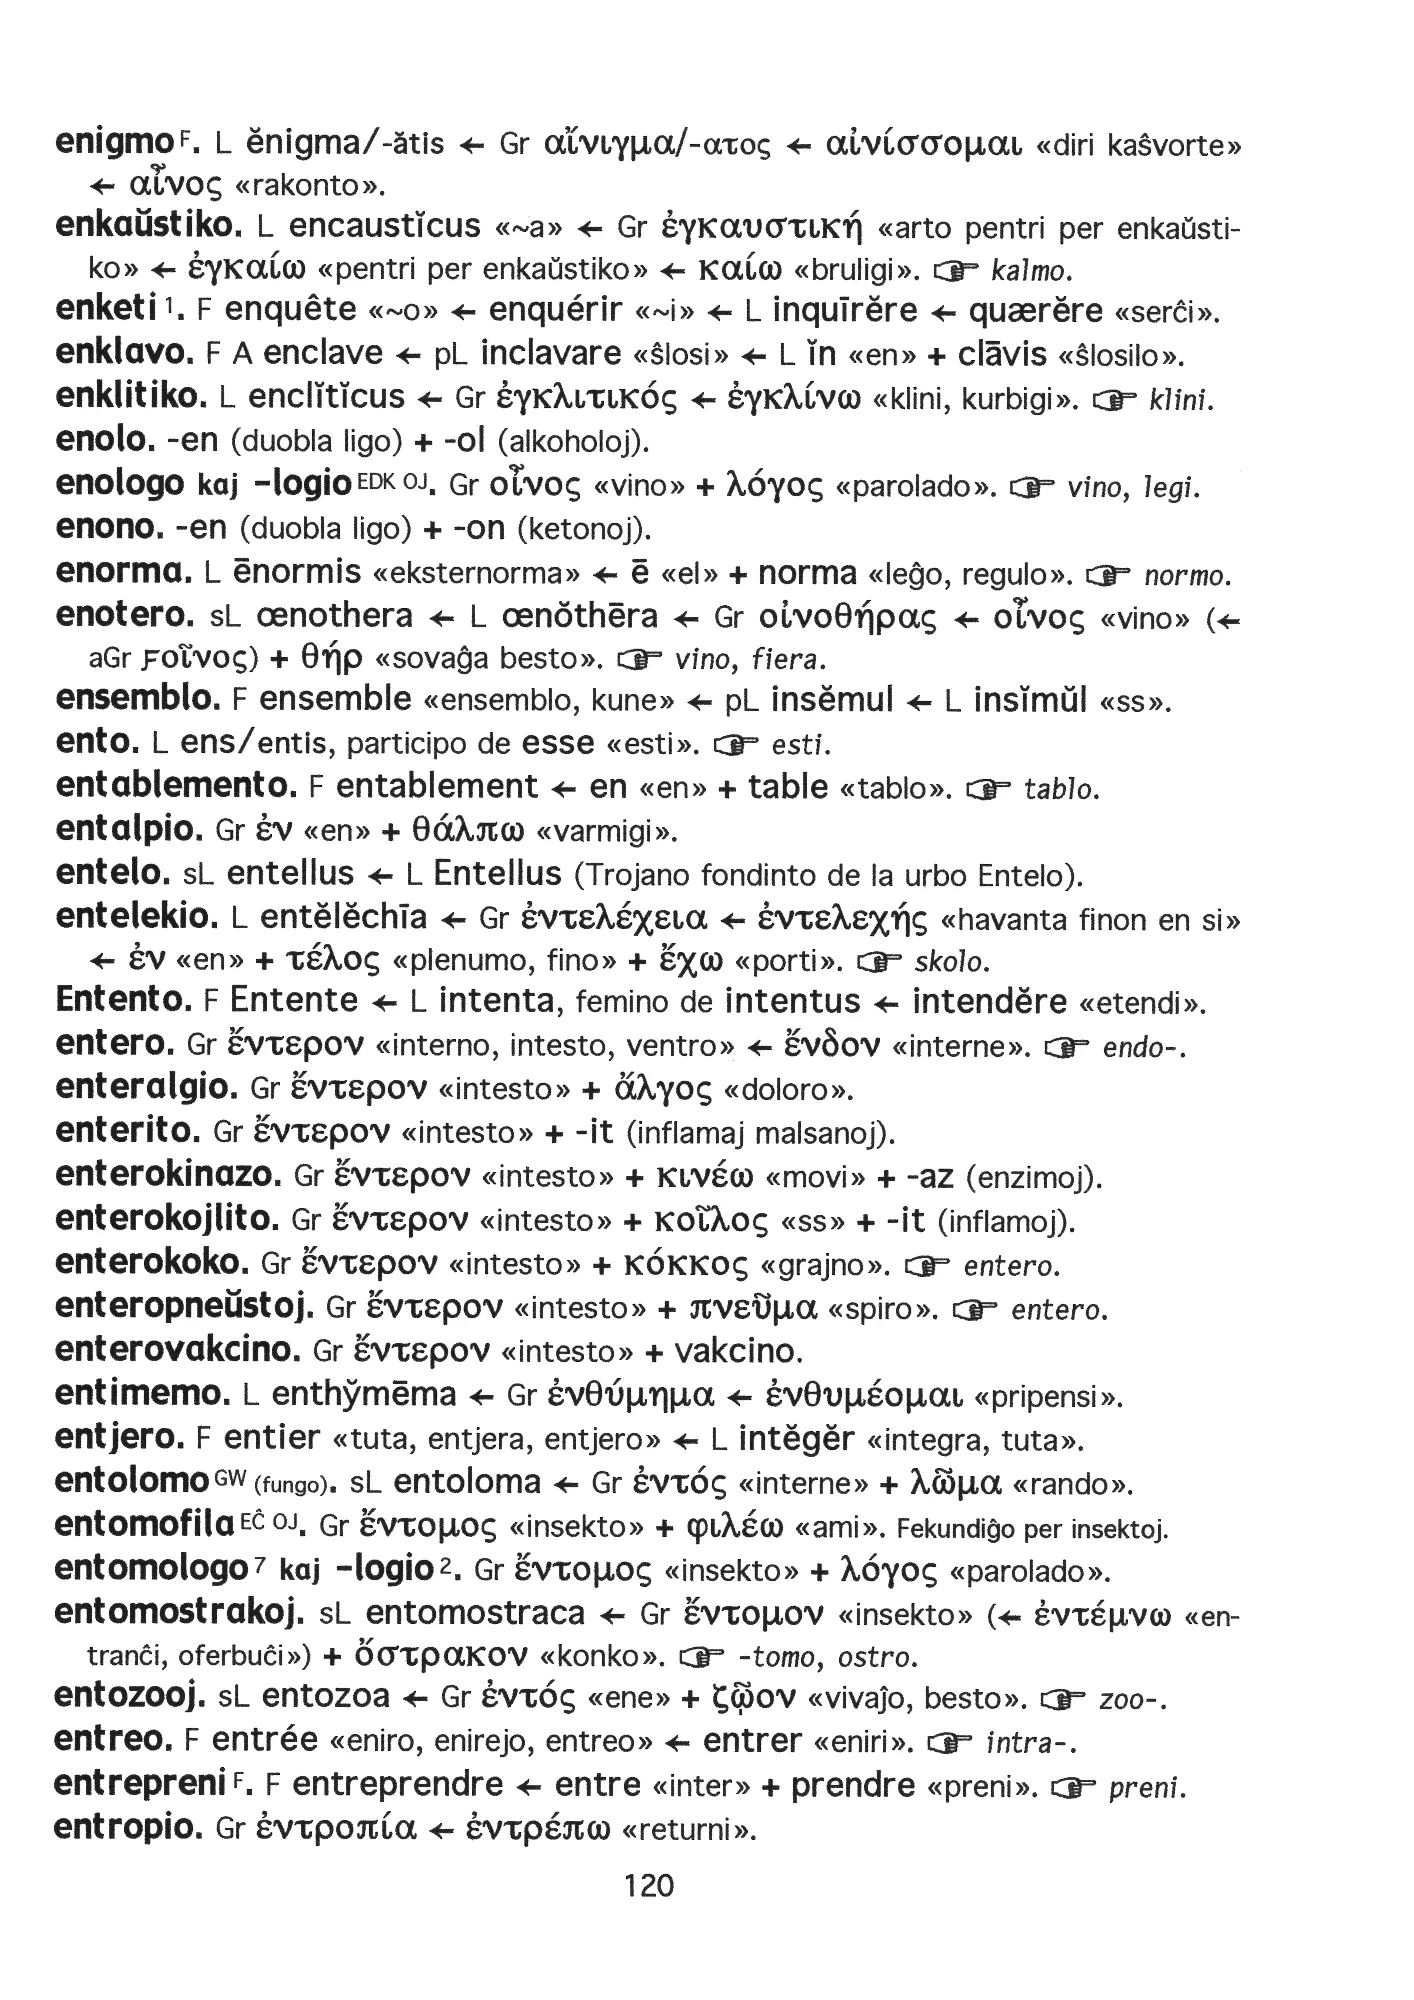 enigmo F. L ĕnigma/-ătis ← Gr αἴνιγμα/-ατος ← αἰνίσσομαι «diri kaŝvorte»
← αἶνος «rakonto».
enkaŭstiko. L encaustĭcus «~a» ← Gr ἐγκαυστική «arto pentri per enkaŭsti-
ko» ← ἐγκαίω «pentri per enkaŭstiko» ← καίω «bruligi». ☞ kalmo.
enketi 1. F enquête «~o» ← enquérir «~i» ← L inquīrĕre ← quærĕre «serĉi».
enklavo. F A enclave ← pL inclavare «ŝlosi» ← L ĭn «en» + clāvis «ŝlosilo».
enklitiko. L enclĭtĭcus ← Gr ἐγκλιτικός ← ἐγκλίνω «klini, kurbigi». ☞ klini.
enolo. -en (duobla ligo) + -ol (alkoholoj).
enologo kaj -logio EDK OJ. Gr οἶνος «vino» + λόγος «parolado». ☞ vino, legi.
enono. -en (duobla ligo) + -on (ketonoj).
enorma. L ēnormis «eksternorma» ← ē «el» + norma «leĝo, regulo». ☞ normo.
enotero. sL œnothera ← L œnŏthēra ← Gr οἰνοθήρας ← οἶνος «vino» (←
aGr ϝοῖνος) + θήρ «sovaĝa besto». ☞ vino, fiera.
ensemblo. F ensemble «ensemblo, kune» ← pL insĕmul ← L insĭmŭl «ss».
ento. L ens/entis, participo de esse «esti». ☞ esti.
entablemento. F entablement ← en «en» + table «tablo». ☞ tablo.
entalpio. Gr ἐν «en» + θάλπω «varmigi».
entelo. sL entellus ← L Entellus (Trojano fondinto de la urbo Entelo).
entelekio. L entĕlĕchīa ← Gr ἐντελέχεια ← ἐντελεχής «havanta finon en si»
← ἐν «en» + τέλος «plenumo, fino» + ἔχω «porti». ☞ skolo.
Entento. F Entente ← L intenta, femino de intentus ← intendĕre «etendi».
entero. Gr ἔντερον «interno, intesto, ventro» ← ἔνδον «interne». ☞ endo-.
enteralgio. Gr ἔντερον «intesto» + ἄλγος «doloro».
enterito. Gr ἔντερον «intesto» + -it (inflamaj malsanoj).
enterokinazo. Gr ἔντερον «intesto» + κινέω «movi» + -az (enzimoj).
enterokojlito. Gr ἔντερον «intesto» + κοῖλος «ss» + -it (inflamoj).
enterokoko. Gr ἔντερον «intesto» + κόκκος «grajno». ☞ entero.
enteropneŭstoj. Gr ἔντερον «intesto» + πνεῦμα «spiro». ☞ entero.
enterovakcino. Gr ἔντερον «intesto» + vakcino.
entimemo. L enthy̆mēma ← Gr ἐνθύμημα ← ἐνθυμέομαι «pripensi».
entjero. F entier «tuta, entjera, entjero» ← L intĕgĕr «integra, tuta».
entolomo GW (fungo). sL entoloma ← Gr ἐντός «interne» + λῶμα «rando».
entomofila EĈ OJ. Gr ἔντομος «insekto» + φιλέω «ami». Fekundiĝo per insektoj.
entomologo 7 kaj -logio 2. Gr ἔντομος «insekto» + λόγος «parolado».
entomostrakoj. sL entomostraca ← Gr ἔντομον «insekto» (← ἐντέμνω «en-
tranĉi, oferbuĉi») + ὄστρακον «konko». ☞ -tomo, ostro.
entozooj. sL entozoa ← Gr ἐντός «ene» + ζῷον «vivaĵo, besto». ☞ zoo-.
entreo. F entrée «eniro, enirejo, entreo» ← entrer «eniri». ☞ intra-.
entrepreni F. F entreprendre ← entre «inter» + prendre «preni». ☞ preni.
entropio. Gr ἐντροπία ← ἐντρέπω «returni».
120